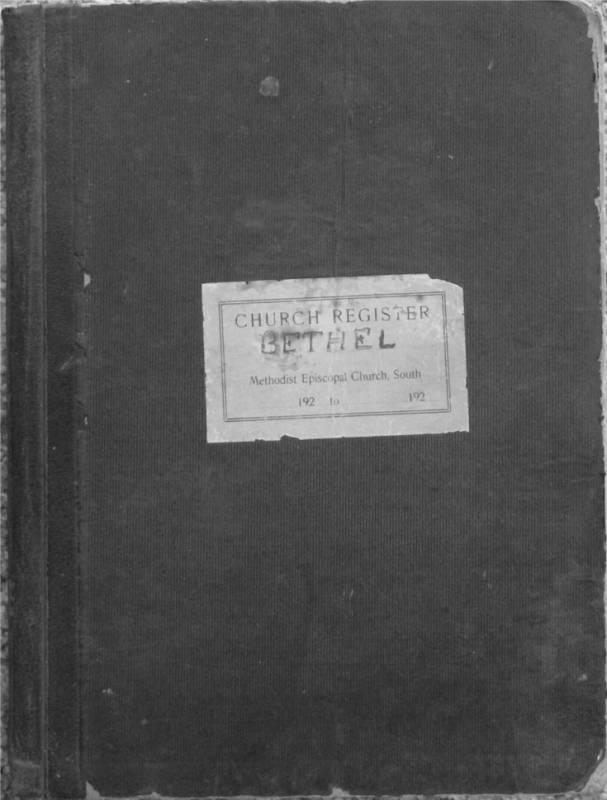 CHURCH REGISTER
BETHEL
Methodist Episcopal Church, South
192 to 192